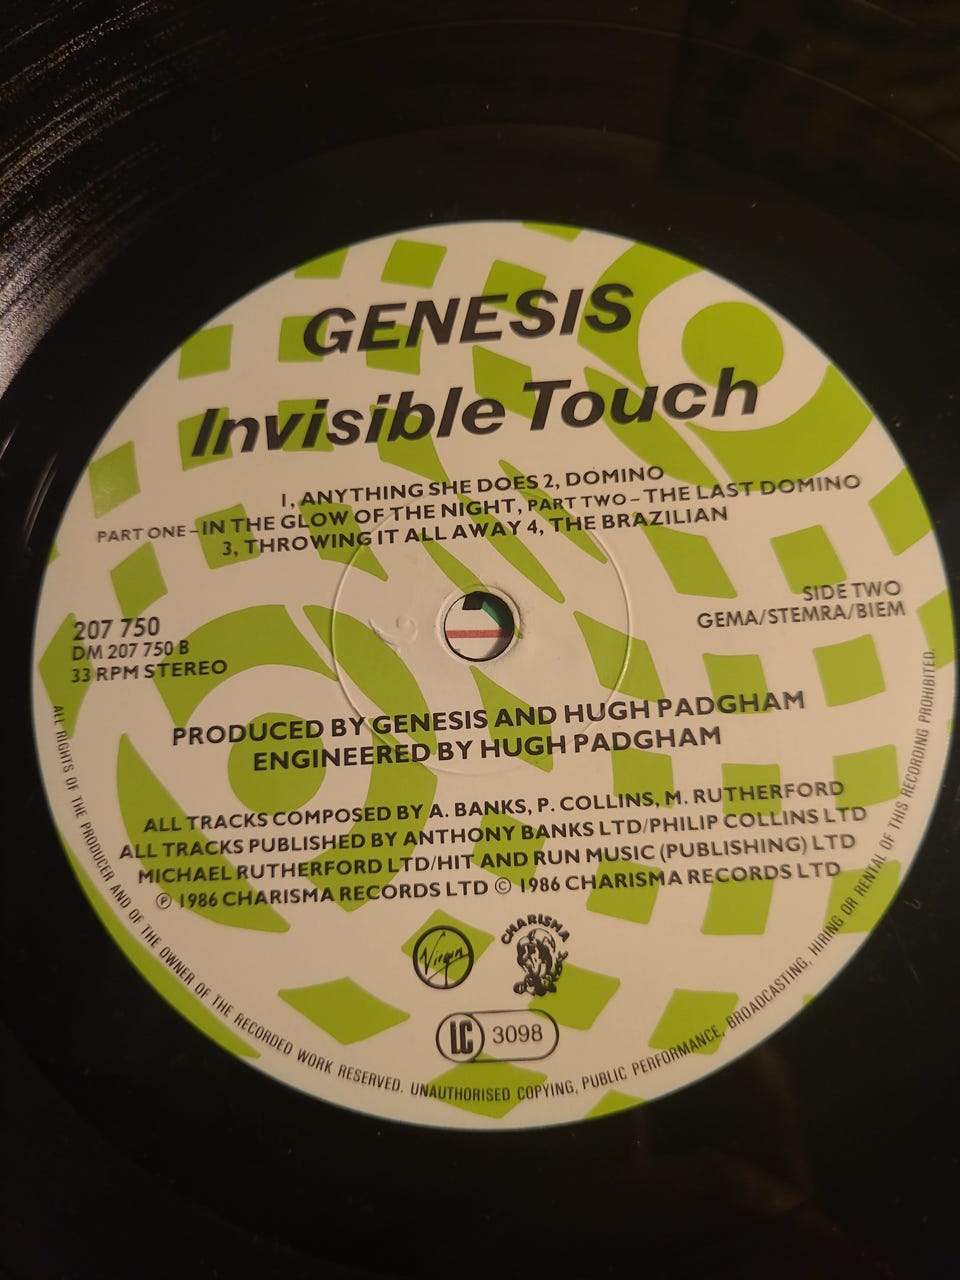 GENESIS
Invisible Touch
1, ANYTHING SHE DOES 2, DOMINO
PART ONE – IN THE GLOW OF THE NIGHT, PART TWO – THE LAST DOMINO
3, THROWING IT ALL AWAY 4, THE BRAZILIAN
207 750
DM 207 750 B
33 RPM STEREO
SIDE TWO
GEMA/STEMRA/BIEM
PRODUCED BY GENESIS AND HUGH PADGHAM
ENGINEERED BY HUGH PADGHAM
ALL TRACKS COMPOSED BY A. BANKS, P. COLLINS, M. RUTHERFORD
ALL TRACKS PUBLISHED BY ANTHONY BANKS LTD/PHILIP COLLINS LTD
MICHAEL RUTHERFORD LTD/HIT AND RUN MUSIC (PUBLISHING) LTD
℗ 1986 CHARISMA RECORDS LTD © 1986 CHARISMA RECORDS LTD
Virgin
CHARISMA
LC 3098
ALL RIGHTS OF THE PRODUCER AND OF THE OWNER OF THE RECORDED WORK RESERVED. UNAUTHORISED COPYING, PUBLIC PERFORMANCE, BROADCASTING, HIRING OR RENTAL OF THIS RECORDING PROHIBITED.